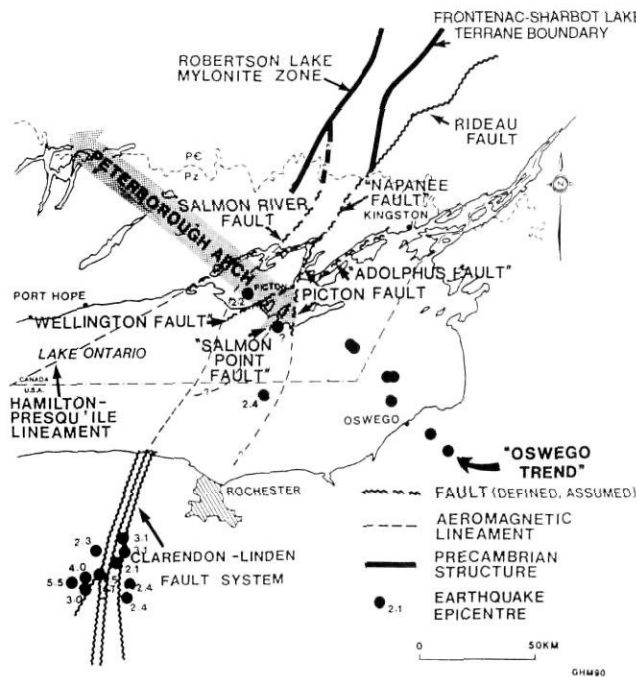 FRONTENAC-SHARBOT LAKE
TERRANE BOUNDARY
ROBERTSON LAKE
MYLONITE ZONE
RIDEAU
FAULT
PЄ
Pz
PETERBOROUGH ARCH
SALMON RIVER
FAULT
"NAPANEE
FAULT"
KINGSTON
N
"ADOLPHUS FAULT"
PICTON
PICTON FAULT
2.2
PORT HOPE
"WELLINGTON FAULT"
"SALMON
POINT
FAULT"
LAKE ONTARIO
CANADA
U.S.A.
?
2.4
HAMILTON-
PRESQU'ILE
LINEAMENT
OSWEGO
"OSWEGO
TREND"
ROCHESTER
CLARENDON-LINDEN
FAULT SYSTEM
2.3
3.1
3.1
4.0
2.1
5.5
2.4
3.0
2.4
FAULT (DEFINED, ASSUMED)
AEROMAGNETIC
LINEAMENT
PRECAMBRIAN
STRUCTURE
2.1
EARTHQUAKE
EPICENTRE
0 50KM
GHM90